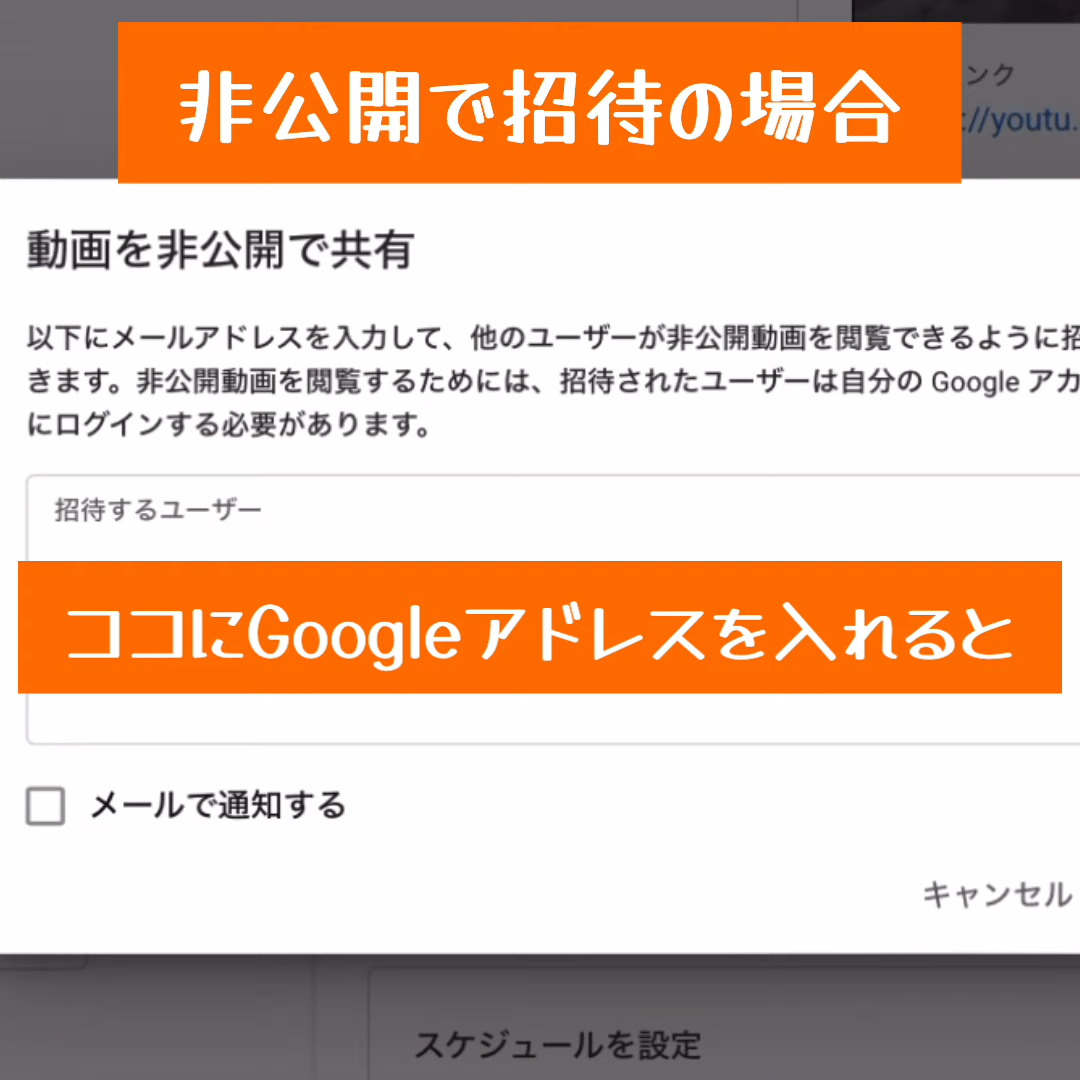 非公開で招待の場合
ンク
://youtu.
動画を非公開で共有
以下にメールアドレスを入力して、他のユーザーが非公開動画を閲覧できるように招
きます。非公開動画を閲覧するためには、招待されたユーザーは自分の Google アカ
にログインする必要があります。
招待するユーザー
ココにGoogleアドレスを入れると
メールで通知する
キャンセル
スケジュールを設定